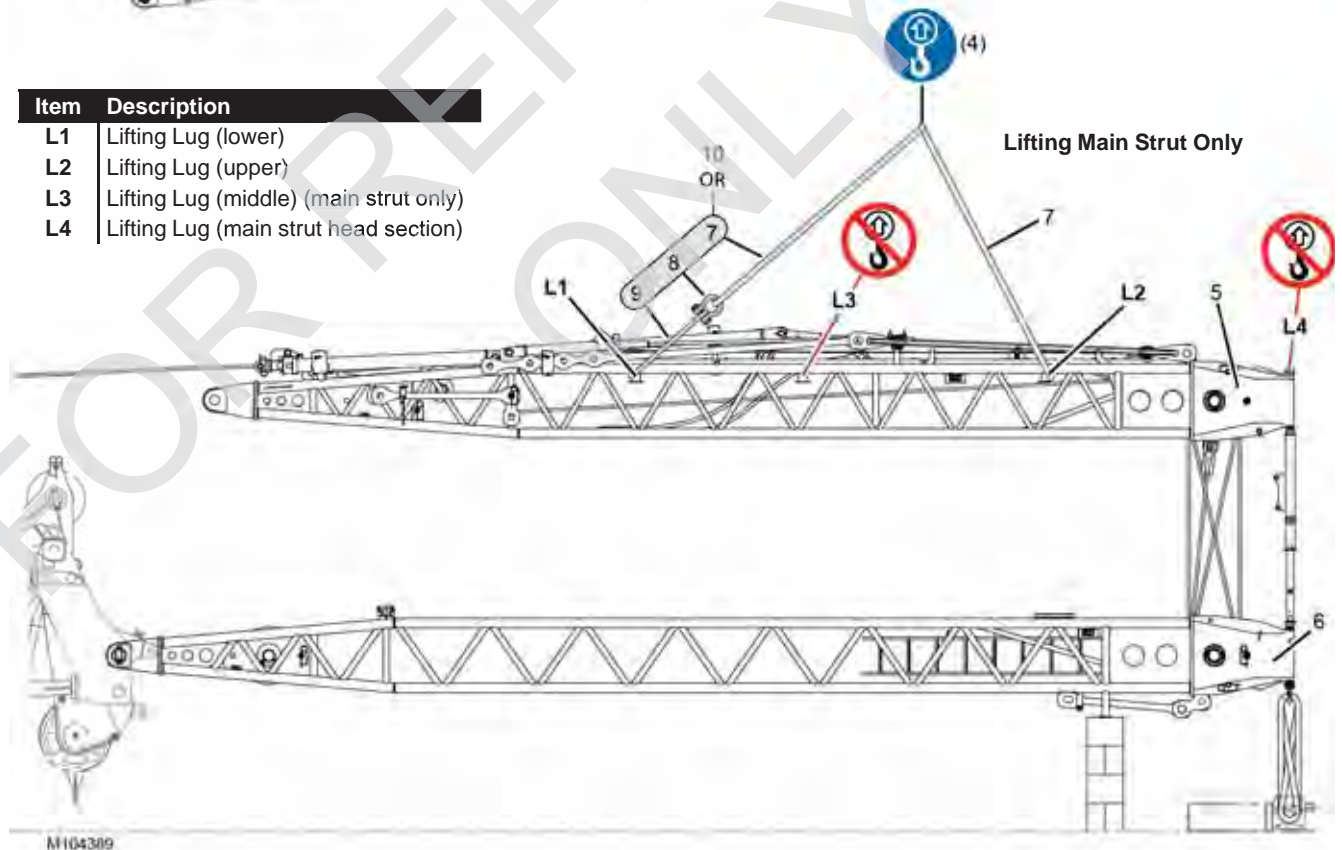 (4)
Item Description
L1 Lifting Lug (lower)
L2 Lifting Lug (upper)
L3 Lifting Lug (middle) (main strut only)
L4 Lifting Lug (main strut head section)
Lifting Main Strut Only
10
OR
7
8
9
7
L1
L3
L2
5
L4
6
M104389
FOR REF
ONLY